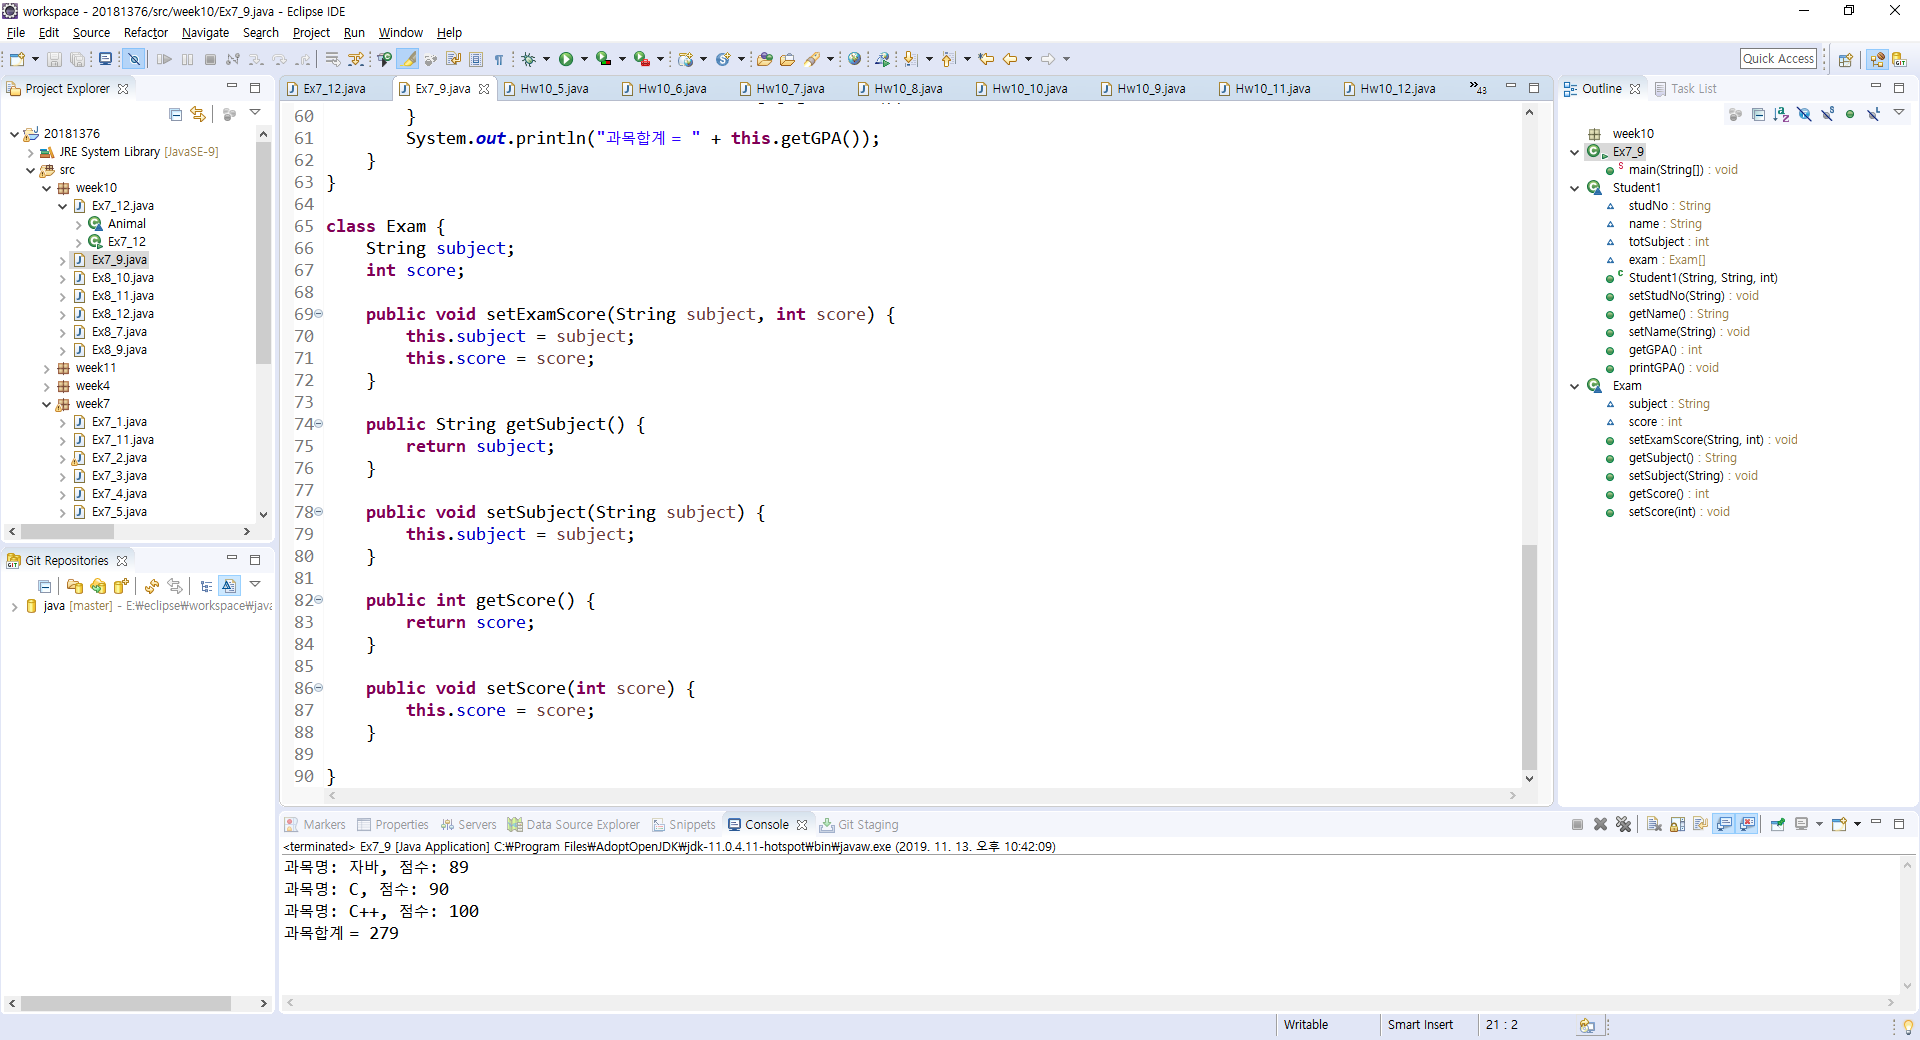 workspace - 20181376/src/week10/Ex7_9.java - Eclipse IDE
File Edit Source Refactor Navigate Search Project Run Window Help
Quick Access
Project Explorer
20181376
JRE System Library [JavaSE-9]
src
week10
Ex7_12.java
Animal
Ex7_12
Ex7_9.java
Ex8_10.java
Ex8_11.java
Ex8_12.java
Ex8_7.java
Ex8_9.java
week11
week4
week7
Ex7_1.java
Ex7_11.java
Ex7_2.java
Ex7_3.java
Ex7_4.java
Ex7_5.java
Git Repositories
java [master] - E:₩eclipse₩workspace₩java
Ex7_12.java Ex7_9.java Hw10_5.java Hw10_6.java Hw10_7.java Hw10_8.java Hw10_10.java Hw10_9.java Hw10_11.java Hw10_12.java »43
60 }
61 System.out.println("과목합계 = " + this.getGPA());
62 }
63 }
64
65 class Exam {
66 String subject;
67 int score;
68
69 public void setExamScore(String subject, int score) {
70 this.subject = subject;
71 this.score = score;
72 }
73
74 public String getSubject() {
75 return subject;
76 }
77
78 public void setSubject(String subject) {
79 this.subject = subject;
80 }
81
82 public int getScore() {
83 return score;
84 }
85
86 public void setScore(int score) {
87 this.score = score;
88 }
89
90 }
Outline Task List
week10
Ex7_9
main(String[]) : void
Student1
studNo : String
name : String
totSubject : int
exam : Exam[]
Student1(String, String, int)
setStudNo(String) : void
getName() : String
setName(String) : void
getGPA() : int
printGPA() : void
Exam
subject : String
score : int
setExamScore(String, int) : void
getSubject() : String
setSubject(String) : void
getScore() : int
setScore(int) : void
Markers Properties Servers Data Source Explorer Snippets Console Git Staging
<terminated> Ex7_9 [Java Application] C:₩Program Files₩AdoptOpenJDK₩jdk-11.0.4.11-hotspot₩bin₩javaw.exe (2019. 11. 13. 오후 10:42:09)
과목명: 자바, 점수: 89
과목명: C, 점수: 90
과목명: C++, 점수: 100
과목합계 = 279
Writable Smart Insert 21 : 2